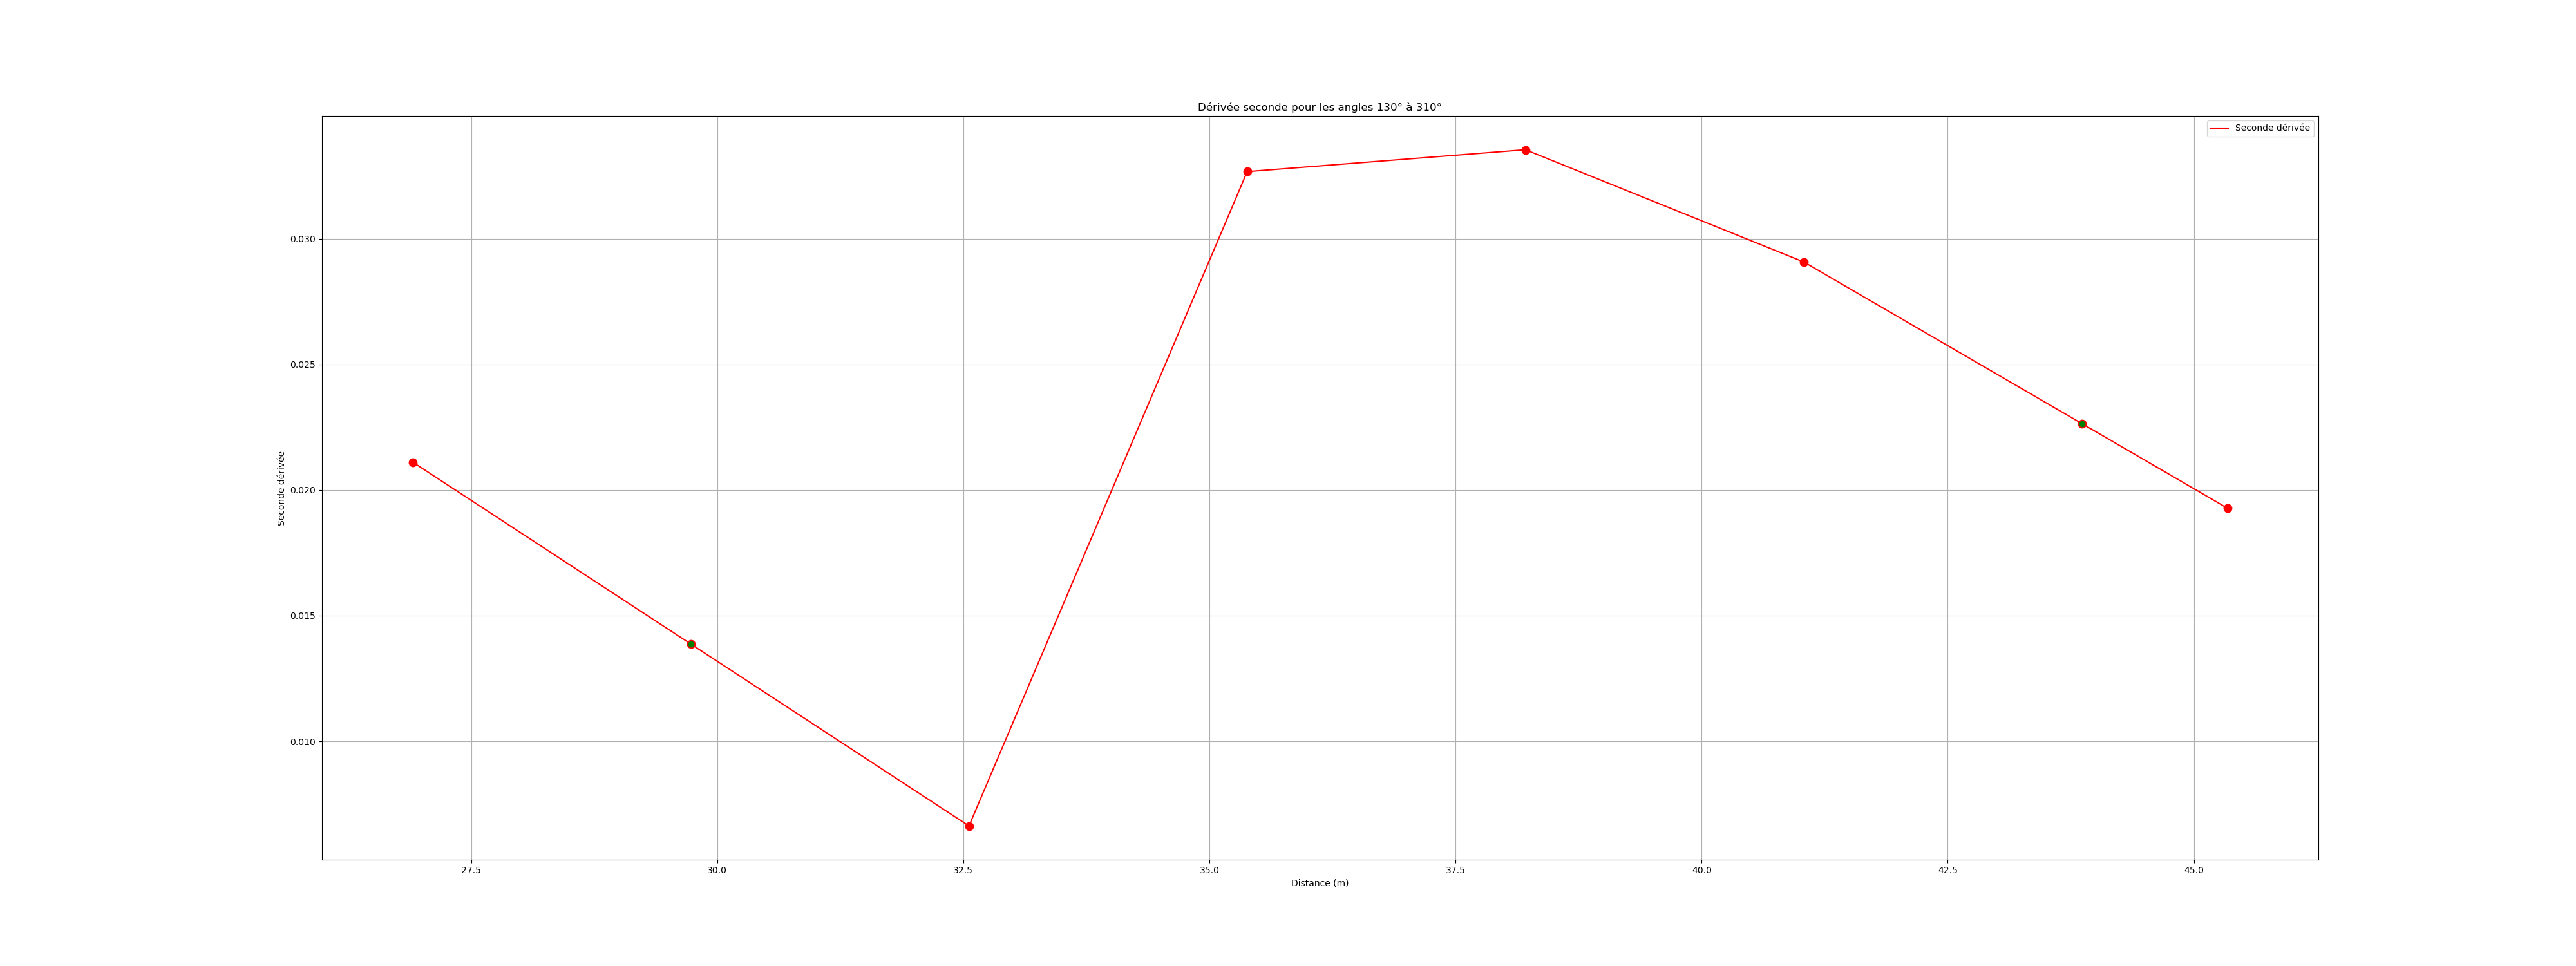 Dérivée seconde pour les angles 130° à 310°
Seconde dérivée
0.030
0.025
0.020
0.015
0.010
Seconde dérivée
27.5 30.0 32.5 35.0 37.5 40.0 42.5 45.0
Distance (m)